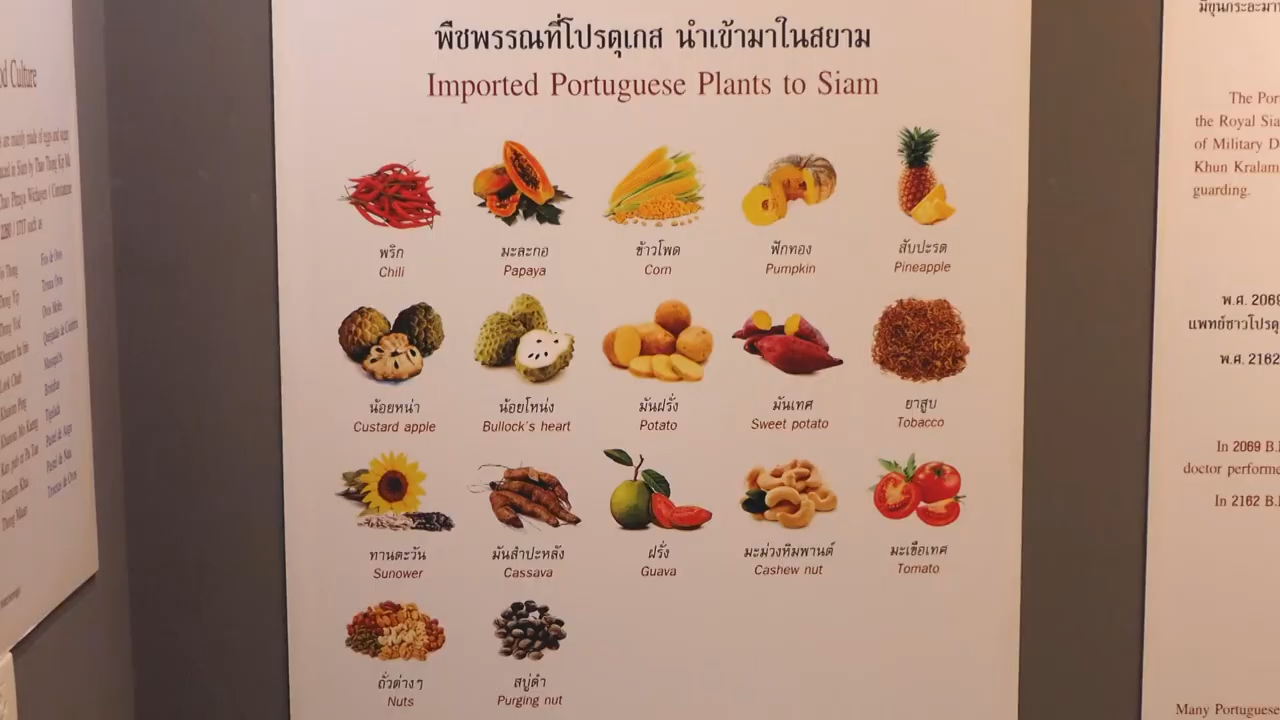 พืชพรรณที่โปรตุเกส นำเข้ามาในสยาม
Imported Portuguese Plants to Siam
พริก
Chili
มะละกอ
Papaya
ข้าวโพด
Corn
ฟักทอง
Pumpkin
สับปะรด
Pineapple
น้อยหน่า
Custard apple
น้อยโหน่ง
Bullock's heart
มันฝรั่ง
Potato
มันเทศ
Sweet potato
ยาสูบ
Tobacco
ทานตะวัน
Sunower
มันสำปะหลัง
Cassava
ฝรั่ง
Guava
มะม่วงหิมพานต์
Cashew nut
มะเขือเทศ
Tomato
ถั่วต่างๆ
Nuts
สบู่ดำ
Purging nut
Culture
The Por
the Royal Sia
of Military D
Khun Kralam
guarding.
พ.ศ. 2069
แพทย์ชาวโปรตุ
พ.ศ. 2162
In 2069 B.
doctor performe
In 2162 B.
Many Portuguese